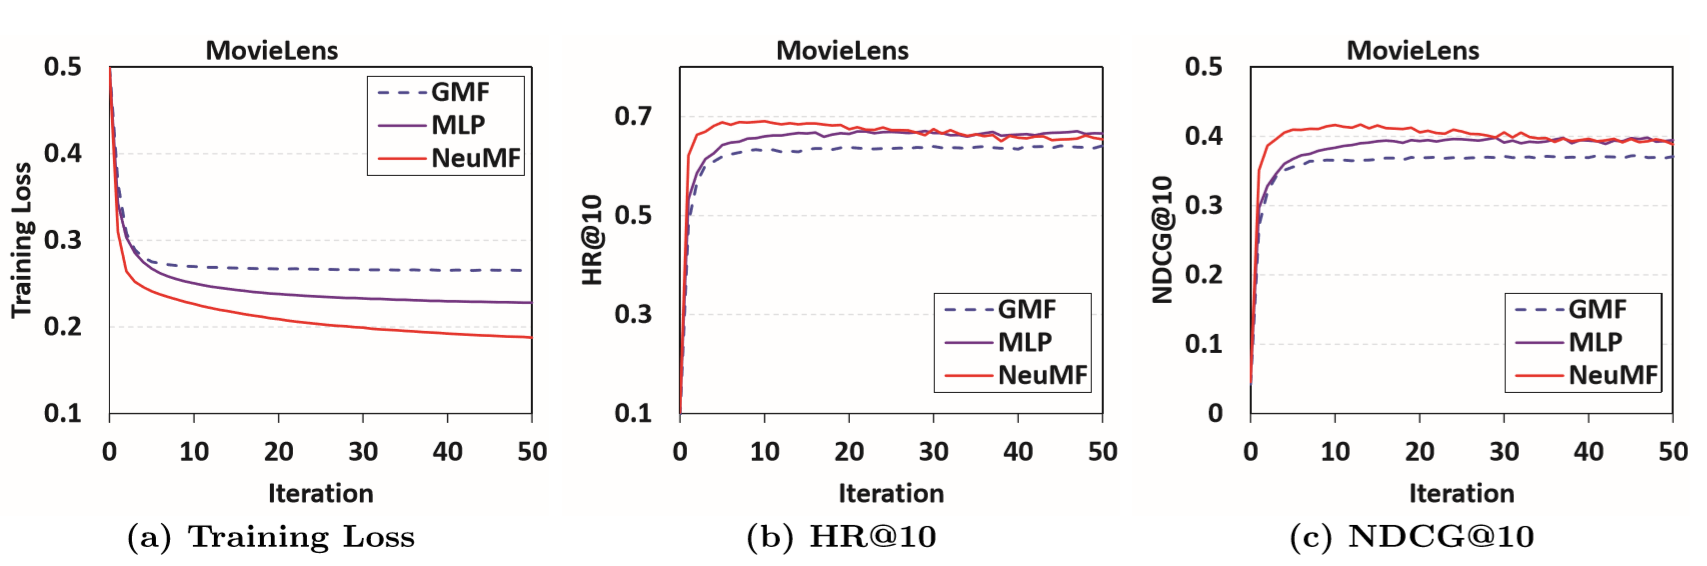 MovieLens
0.5
0.4
0.3
0.2
0.1
Training Loss
GMF
MLP
NeuMF
0 10 20 30 40 50
Iteration
(a) Training Loss
MovieLens
0.7
0.5
0.3
0.1
HR@10
GMF
MLP
NeuMF
0 10 20 30 40 50
Iteration
(b) HR@10
MovieLens
0.5
0.4
0.3
0.2
0.1
0
NDCG@10
GMF
MLP
NeuMF
0 10 20 30 40 50
Iteration
(c) NDCG@10